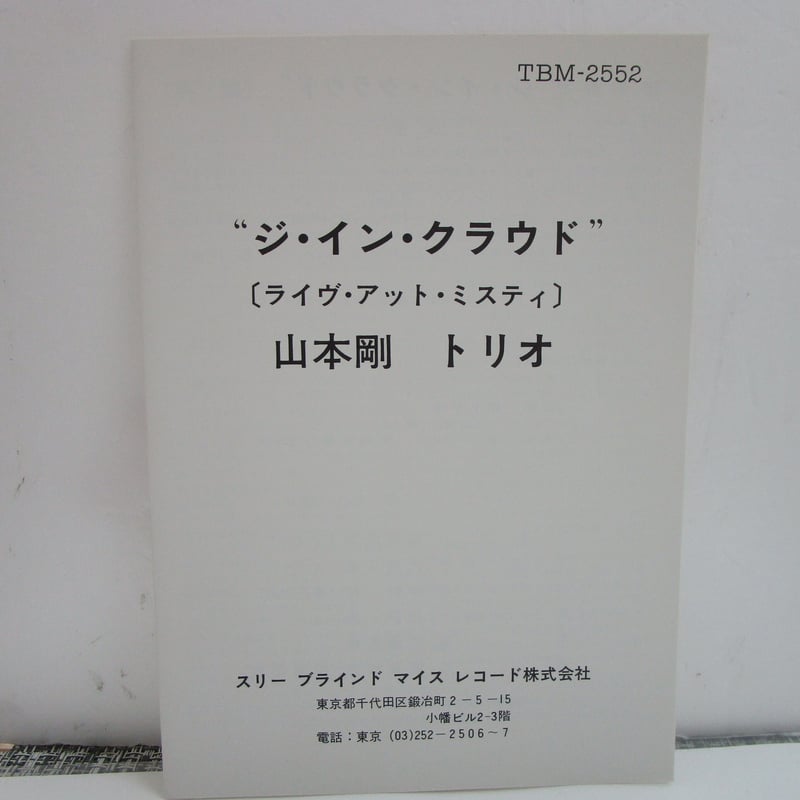 TBM-2552
“ジ・イン・クラウド”
〔ライヴ・アット・ミスティ〕
山本剛　トリオ
スリー ブラインド マイス レコード株式会社
東京都千代田区鍛冶町2－5－15
小幡ビル2-3階
電話：東京 (03)252－2506～7